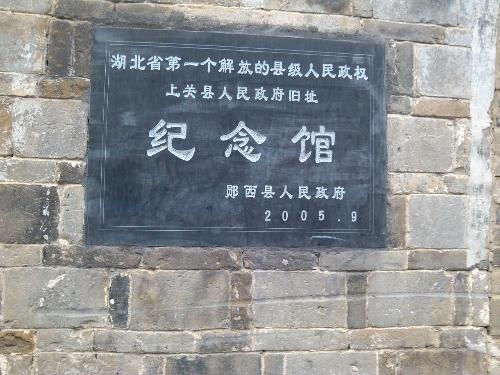 湖北省第一个解放的县级人民政权
上关县人民政府旧址
纪念馆
郧西县人民政府
2005.9